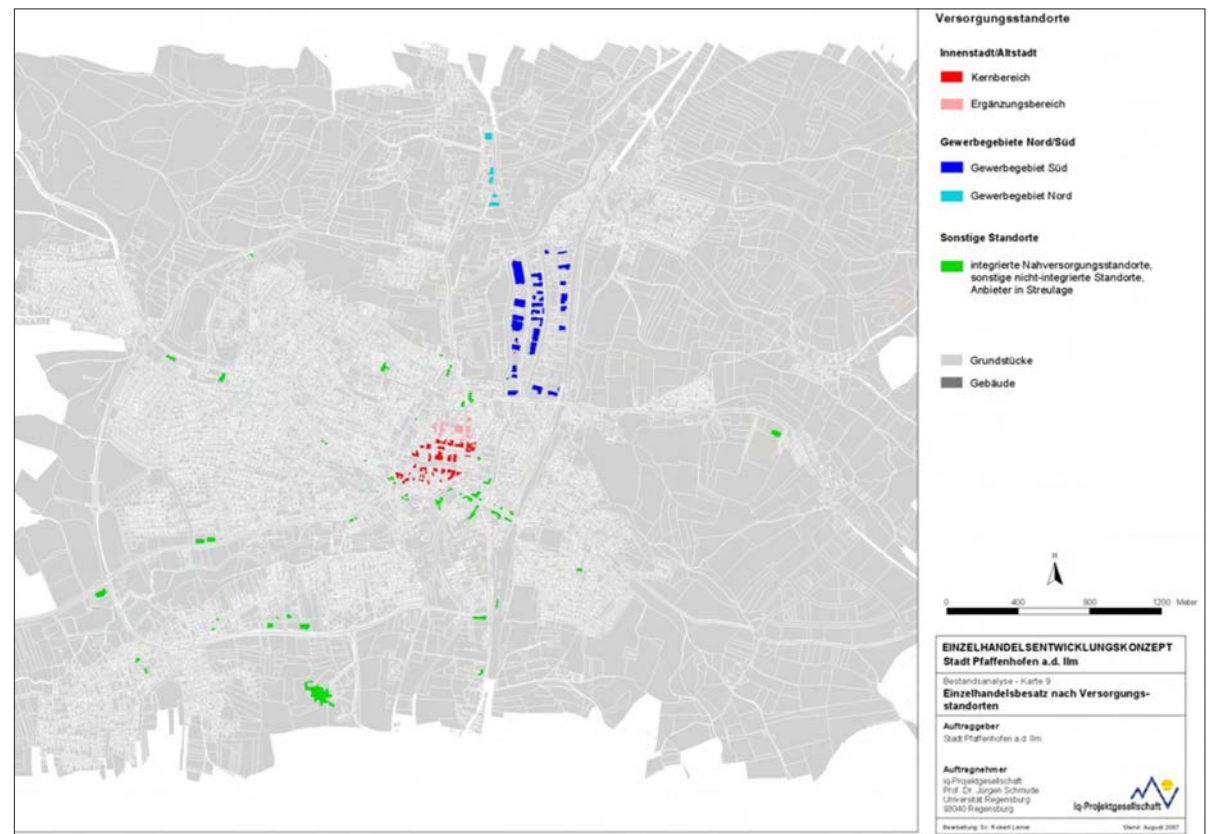 Versorgungsstandorte
Innenstadt/Altstadt
Kernbereich
Ergänzungsbereich
Gewerbegebiete Nord/Süd
Gewerbegebiet Süd
Gewerbegebiet Nord
Sonstige Standorte
integrierte Nahversorgungsstandorte,
sonstige nicht-integrierte Standorte,
Anbieter in Streulage
Grundstücke
Gebäude
N
0 400 800 1200 Meter
EINZELHANDELSENTWICKLUNGSKONZEPT
Stadt Pfaffenhofen a.d. Ilm
Bestandsanalyse - Karte 9
Einzelhandelsbesatz nach Versorgungs-
standorten
Auftraggeber
Stadt Pfaffenhofen a.d. Ilm
Auftragnehmer
iq-Projektgesellschaft
Prof. Dr. Jürgen Schmude
Universität Regensburg
93040 Regensburg
iq-Projektgesellschaft
Bearbeitung: Dr. Robert Leiner Stand: August 2007